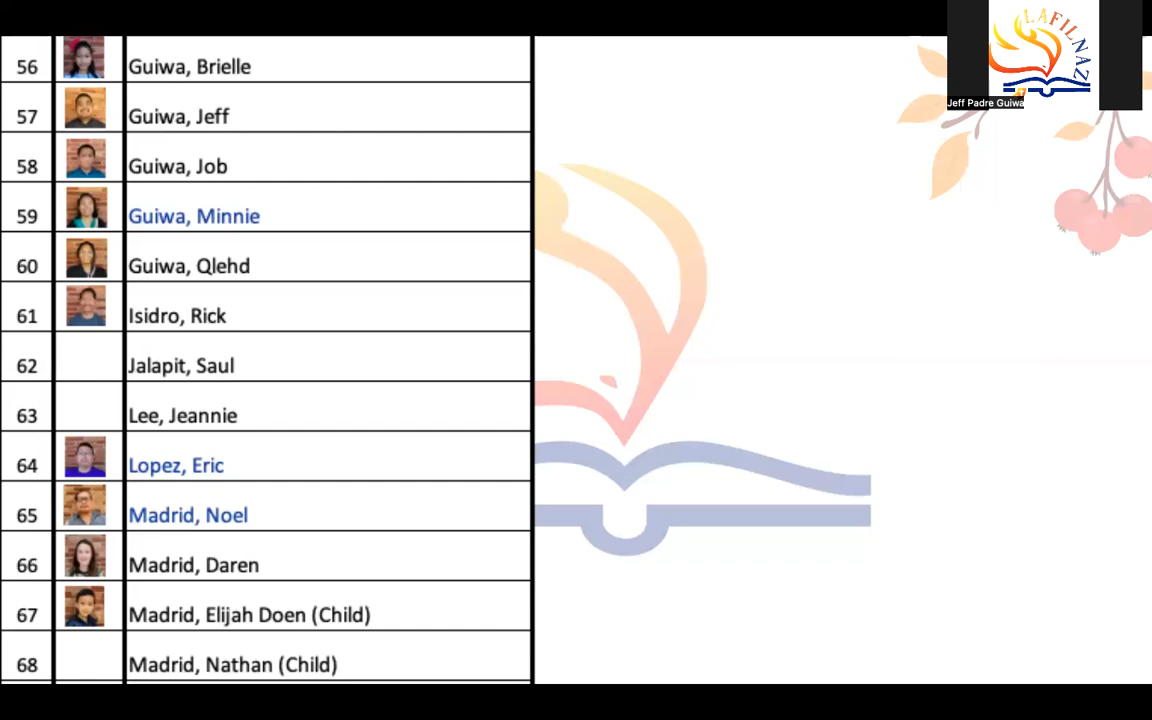 LAFILNAZ
Jeff Padre Guiwa
56 Guiwa, Brielle
57 Guiwa, Jeff
58 Guiwa, Job
59 Guiwa, Minnie
60 Guiwa, Qlehd
61 Isidro, Rick
62 Jalapit, Saul
63 Lee, Jeannie
64 Lopez, Eric
65 Madrid, Noel
66 Madrid, Daren
67 Madrid, Elijah Doen (Child)
68 Madrid, Nathan (Child)